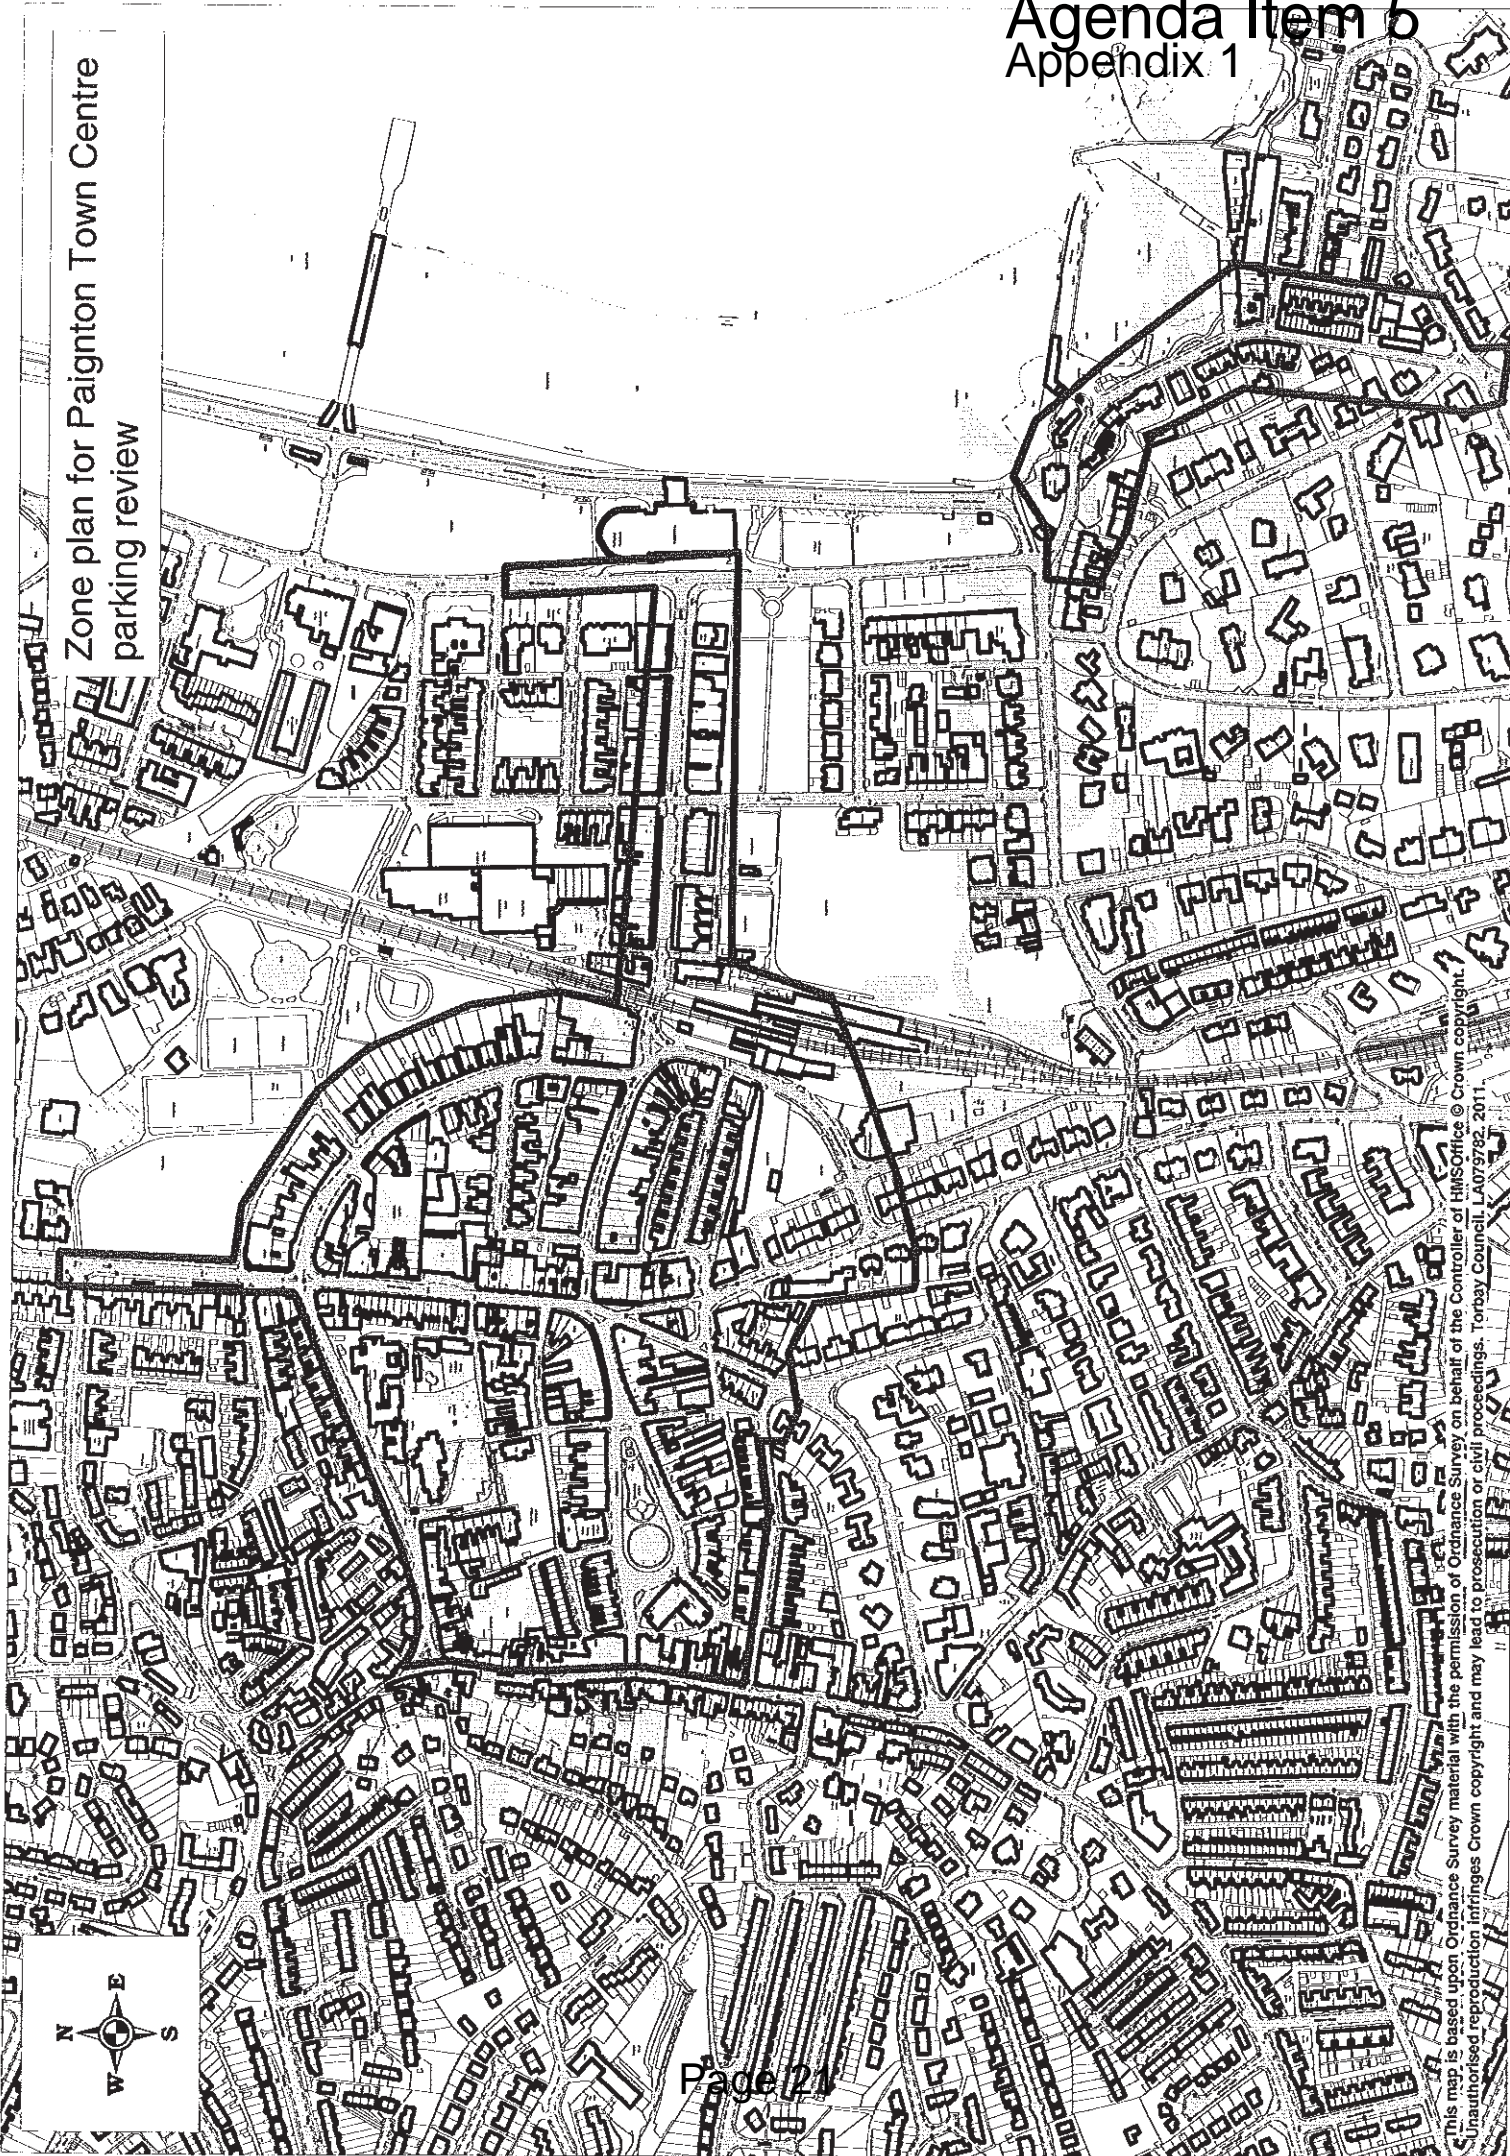 Agenda Item 5
Appendix 1
Zone plan for Paignton Town Centre
parking review
N
W E
S
This map is based upon Ordnance Survey material with the permission of Ordnance Survey on behalf of the Controller of HMSOffice © Crown copyright.
Unauthorised reproduction infringes Crown copyright and may lead to prosecution or civil proceedings. Torbay Council. LA079782. 2011.
Page 21